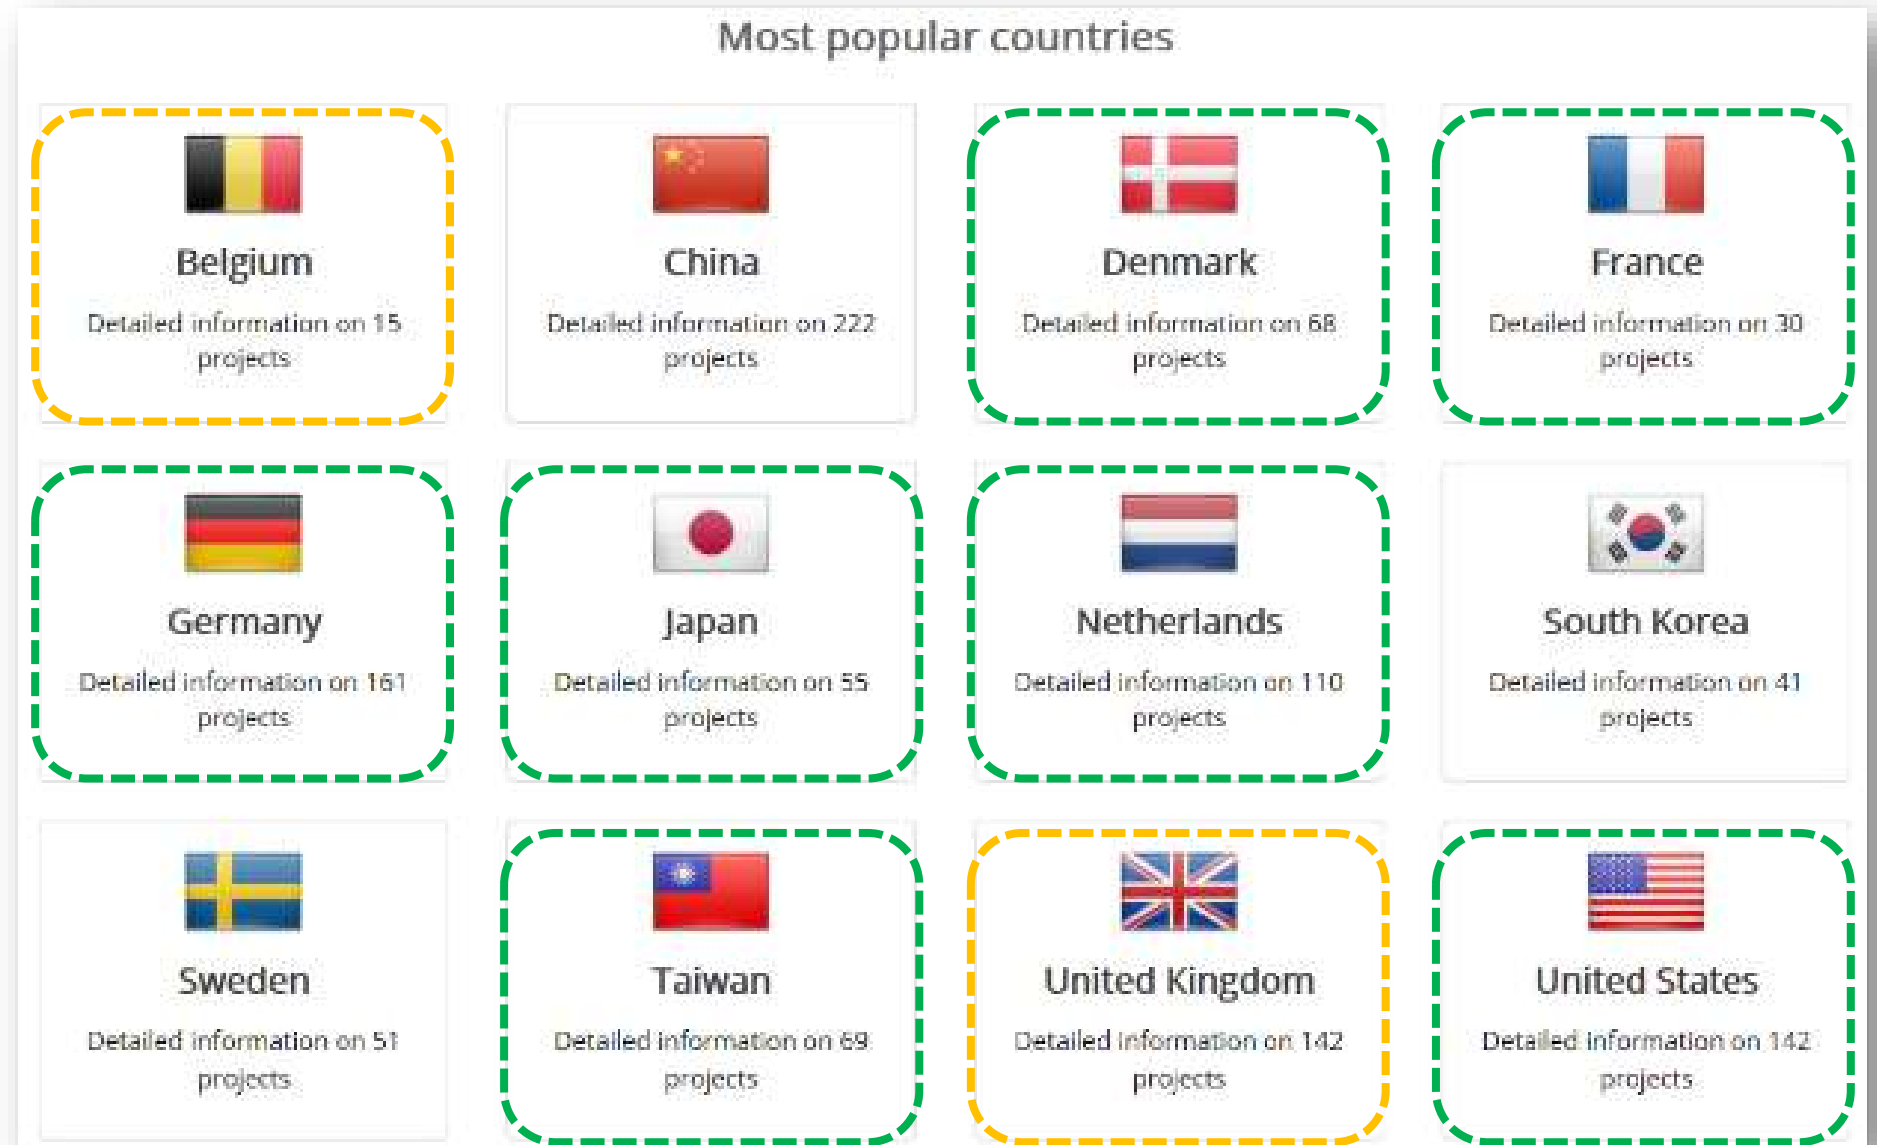 Most popular countries
Belgium
Detailed information on 15
projects
China
Detailed information on 222
projects
Denmark
Detailed information on 68
projects
France
Detailed information on 30
projects
Germany
Detailed information on 161
projects
Japan
Detailed information on 55
projects
Netherlands
Detailed information on 110
projects
South Korea
Detailed information on 41
projects
Sweden
Detailed information on 51
projects
Taiwan
Detailed information on 69
projects
United Kingdom
Detailed information on 142
projects
United States
Detailed information on 142
projects